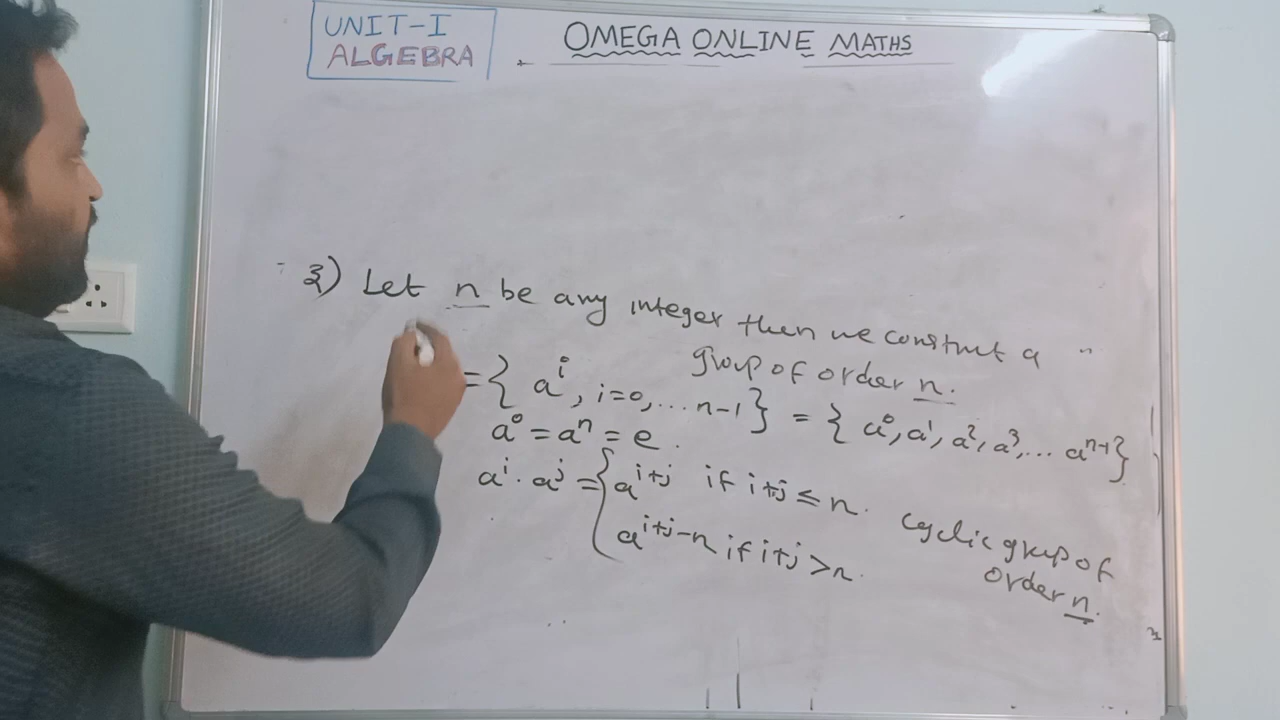 UNIT-I
ALGEBRA
OMEGA ONLINE MATHS
3) Let n be any integer then we construct a
group of order n.
= { a^i, i=0, ... n-1 } = { a^0, a^1, a^2, a^3, ... a^{n-1} }
a^0 = a^n = e.
a^i . a^j = { a^{i+j} if i+j ≤ n.
a^{i+j-n} if i+j > n.
cyclic group of
order n.